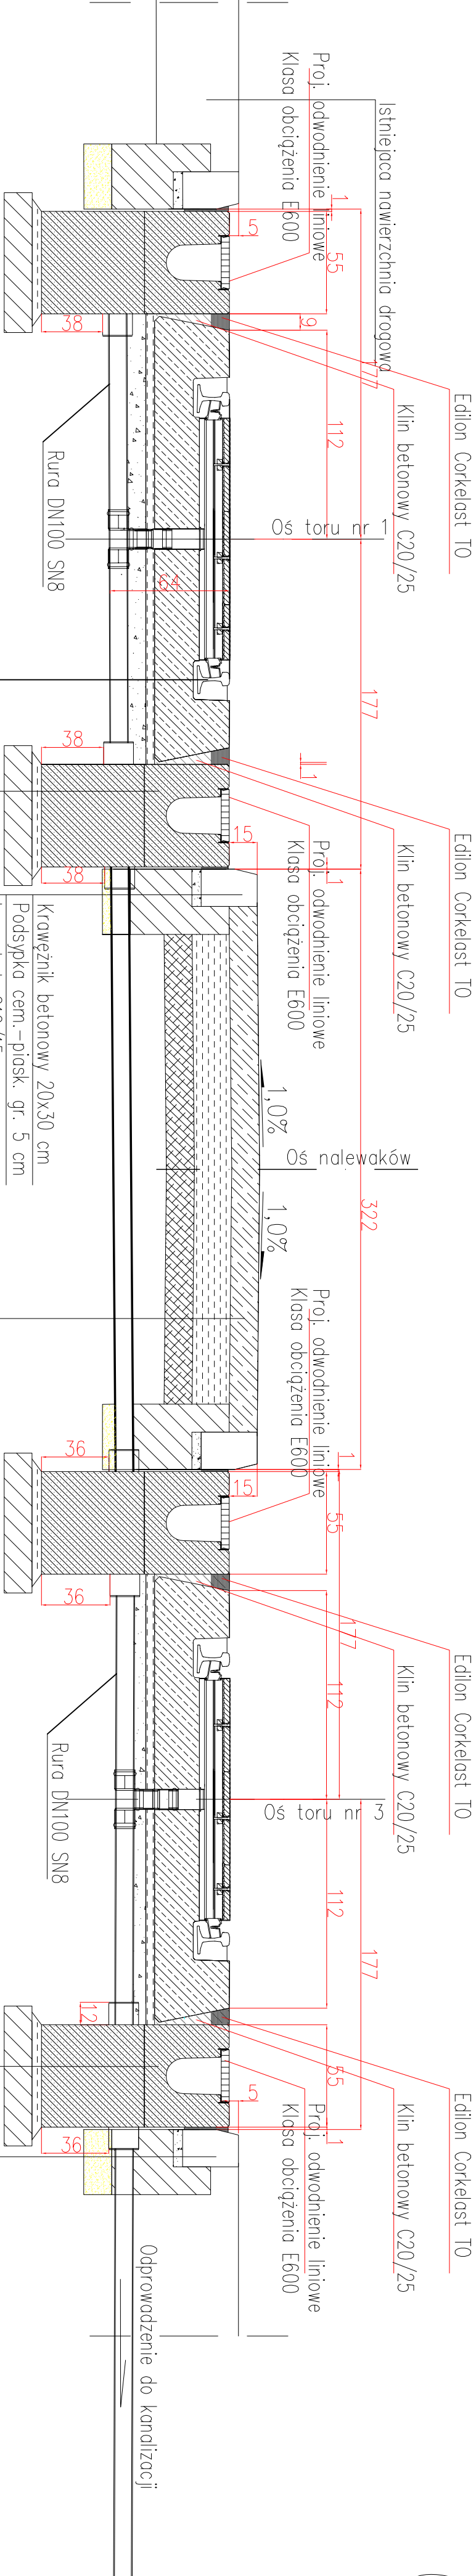 Istniejąca nawierzchnia drogowa
Proj. odwodnienie liniowe
Klasa obciążenia E600
1
5
55
9
177
112
38
Edilon Corkelast TO
Klin betonowy C20/25
Rura DN100 SN8
Oś toru nr 1
64
177
38
38
1
15
1
Edilon Corkelast TO
Klin betonowy C20/25
Proj. odwodnienie liniowe
Klasa obciążenia E600
Krawężnik betonowy 20x30 cm
Podsypka cem.-piask. gr. 5 cm
1,0%
Oś nalewaków
1,0%
322
Proj. odwodnienie liniowe
Klasa obciążenia E600
1
15
55
177
112
36
36
Edilon Corkelast TO
Klin betonowy C20/25
Rura DN100 SN8
Oś toru nr 3
112
177
12
55
5
1
36
Edilon Corkelast TO
Klin betonowy C20/25
Proj. odwodnienie liniowe
Klasa obciążenia E600
Odprowadzenie do kanalizacji